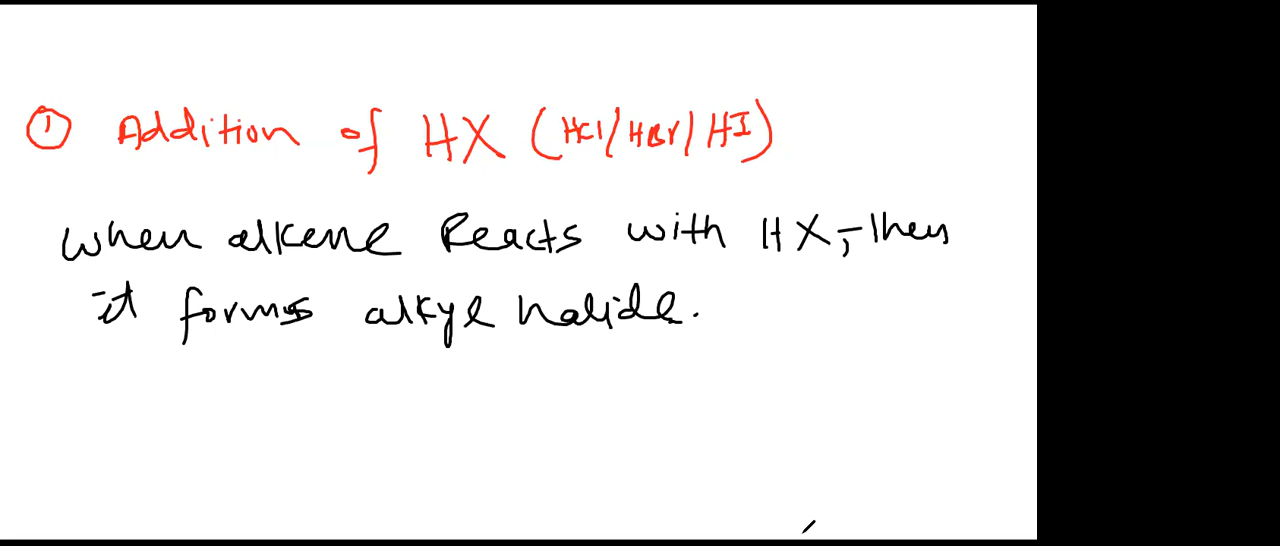 ① Addition of HX (HCl/HBr/HI)
When alkene Reacts with HX, then
it forms alkyl halide.